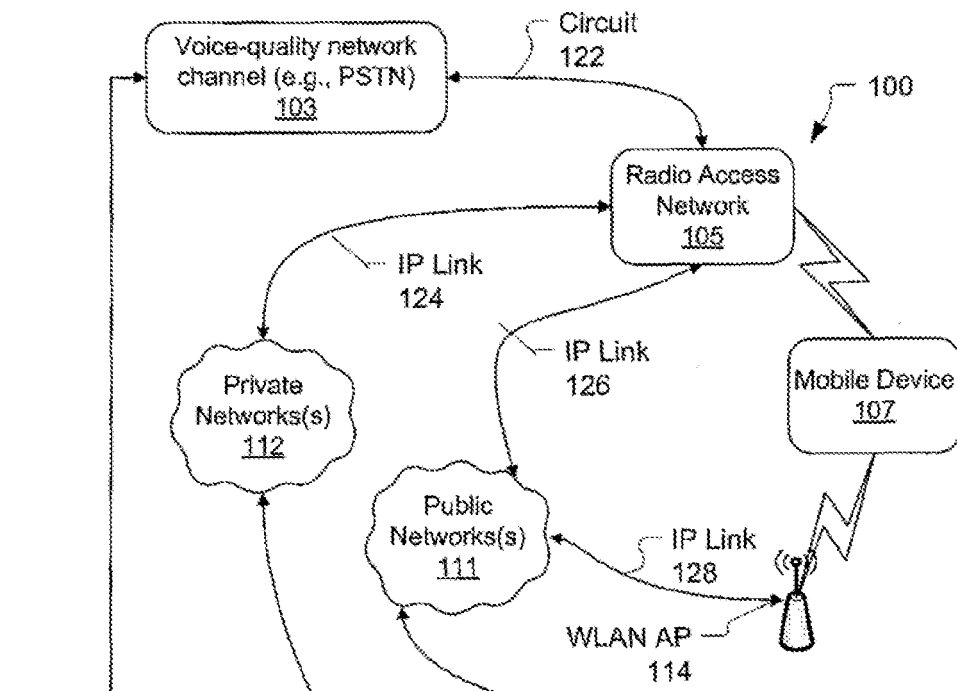 Voice-quality network
channel (e.g., PSTN)
103
Circuit
122
100
Radio Access
Network
105
IP Link
124
IP Link
126
Private
Networks(s)
112
Mobile Device
107
Public
Networks(s)
111
IP Link
128
WLAN AP
114